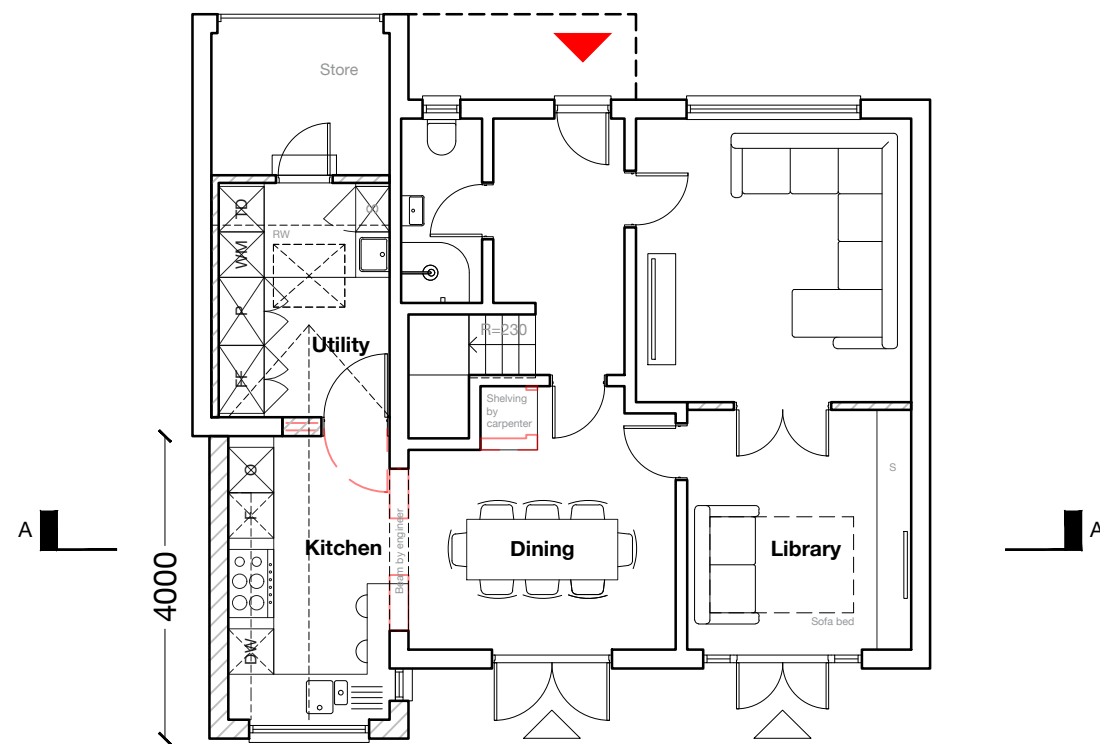 Store
TD
∞
WM
RW
P
FF
Utility
R=230
Shelving
by
carpenter
S
O
F
DW
4000
A
A
Kitchen
Beam by engineer
Dining
Library
Sofa bed